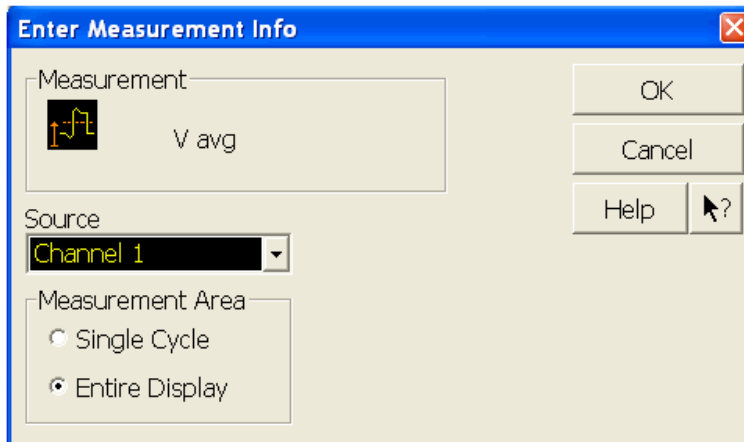 Enter Measurement Info
Measurement
V avg
Source
Channel 1
Measurement Area
Single Cycle
Entire Display
OK
Cancel
Help
?